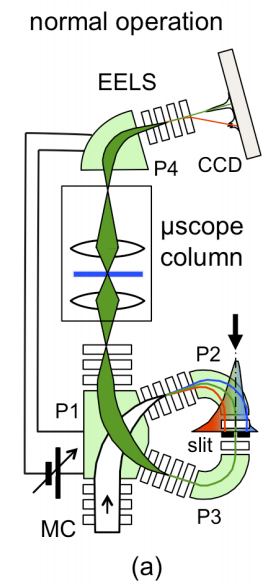 normal operation
EELS
P4
CCD
µscope
column
P2
P1
slit
P3
MC
(a)